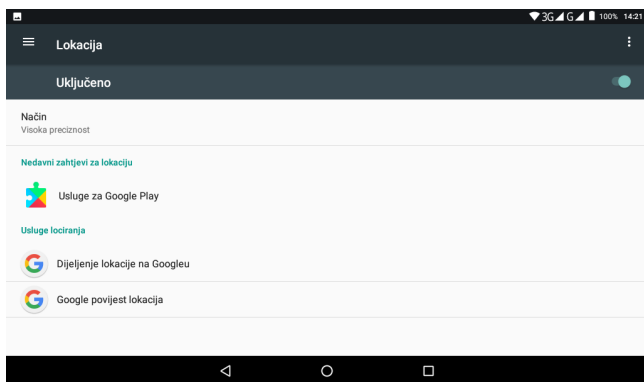 3G G 100% 14:21
Lokacija
Uključeno
Način
Visoka preciznost
Nedavni zahtjevi za lokaciju
Usluge za Google Play
Usluge lociranja
Dijeljenje lokacije na Googleu
Google povijest lokacija